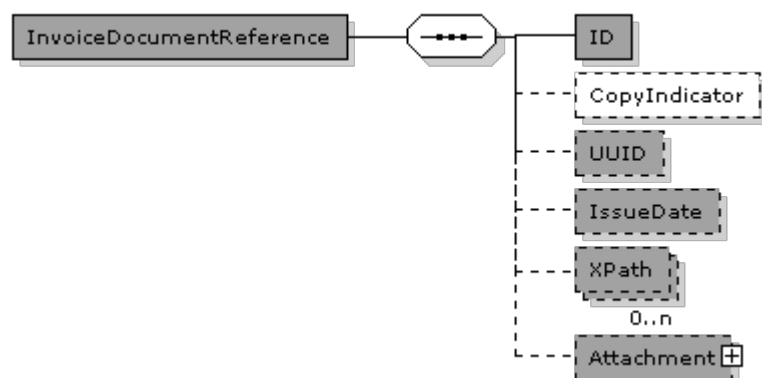 InvoiceDocumentReference
ID
CopyIndicator
UUID
IssueDate
XPath
0..n
Attachment